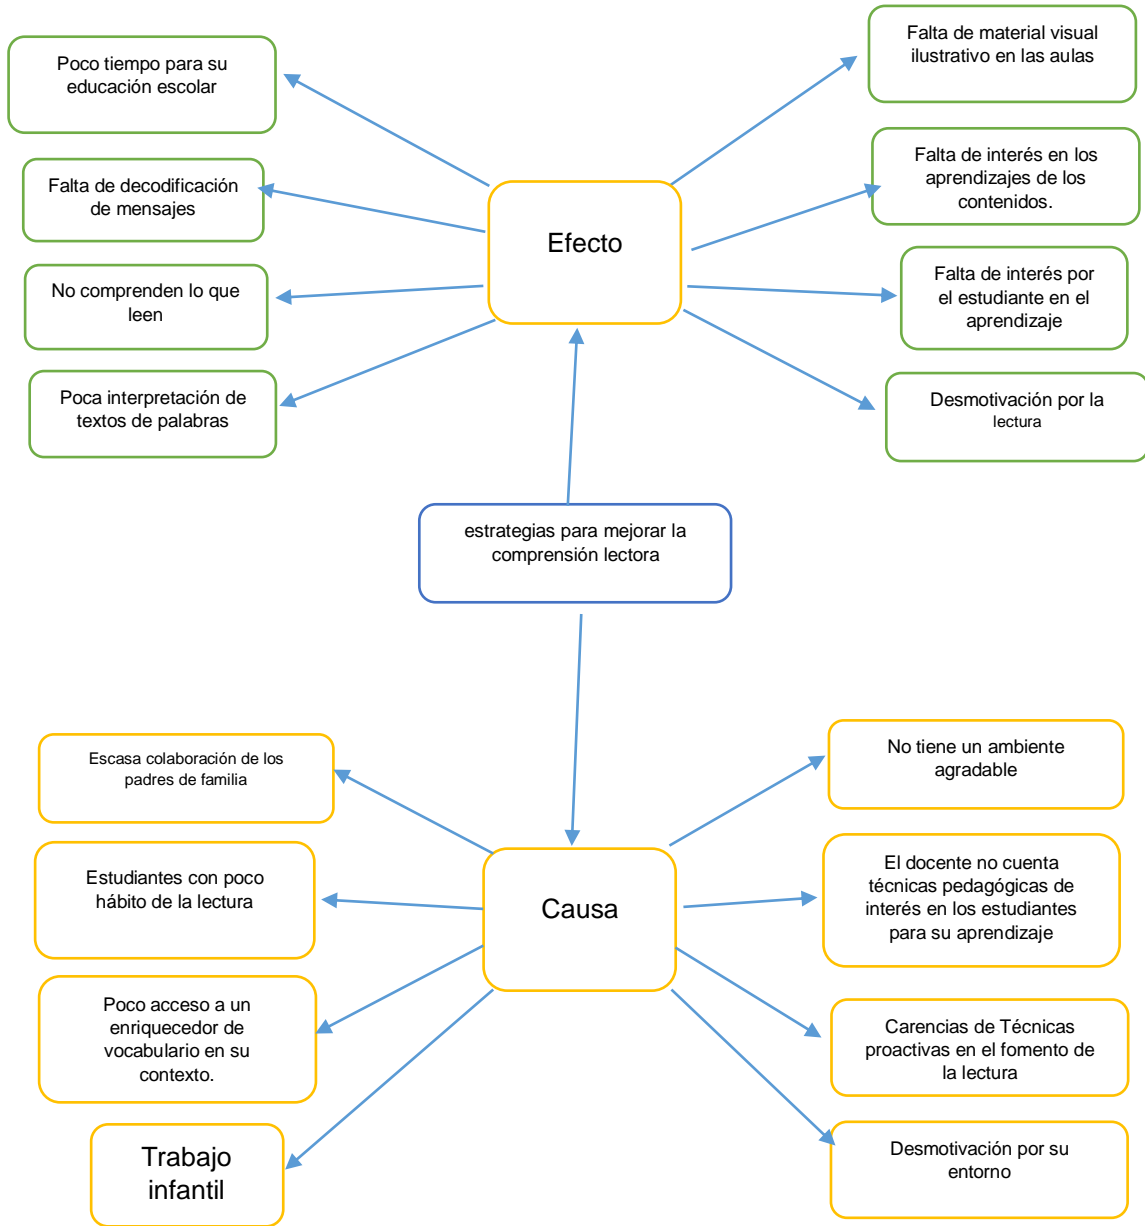 Poco tiempo para su
educación escolar
Falta de material visual
ilustrativo en las aulas
Falta de decodificación
de mensajes
Falta de interés en los
aprendizajes de los
contenidos.
Efecto
No comprenden lo que
leen
Falta de interés por
el estudiante en el
aprendizaje
Poca interpretación de
textos de palabras
Desmotivación por la
lectura
estrategias para mejorar la
comprensión lectora
Escasa colaboración de los
padres de familia
No tiene un ambiente
agradable
Estudiantes con poco
hábito de la lectura
Causa
El docente no cuenta
técnicas pedagógicas de
interés en los estudiantes
para su aprendizaje
Poco acceso a un
enriquecedor de
vocabulario en su
contexto.
Carencias de Técnicas
proactivas en el fomento de
la lectura
Trabajo
infantil
Desmotivación por su
entorno